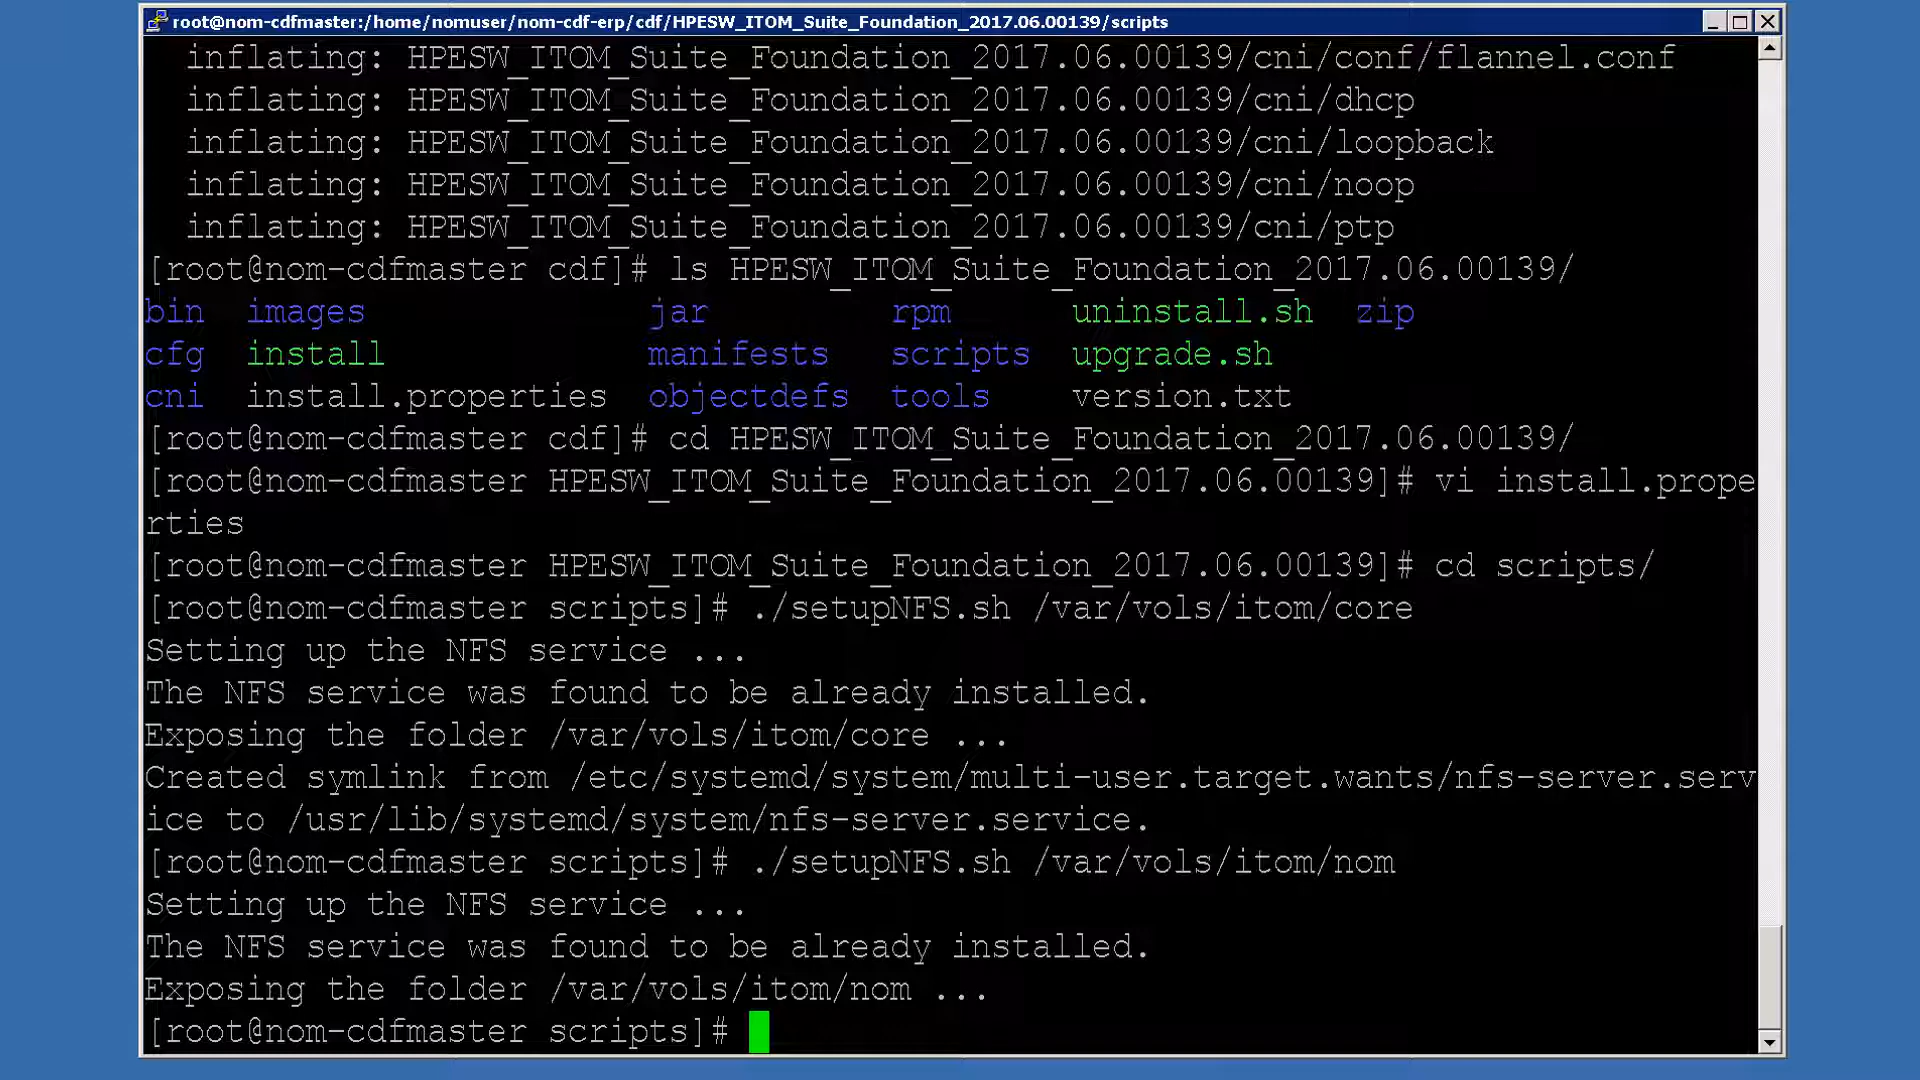 root@nom-cdfmaster:/home/nomuser/nom-cdf-erp/cdf/HPESW_ITOM_Suite_Foundation_2017.06.00139/scripts
inflating: HPESW_ITOM_Suite_Foundation_2017.06.00139/cni/conf/flannel.conf
inflating: HPESW_ITOM_Suite_Foundation_2017.06.00139/cni/dhcp
inflating: HPESW_ITOM_Suite_Foundation_2017.06.00139/cni/loopback
inflating: HPESW_ITOM_Suite_Foundation_2017.06.00139/cni/noop
inflating: HPESW_ITOM_Suite_Foundation_2017.06.00139/cni/ptp
[root@nom-cdfmaster cdf]# ls HPESW_ITOM_Suite_Foundation_2017.06.00139/
bin images jar rpm uninstall.sh zip
cfg install manifests scripts upgrade.sh
cni install.properties objectdefs tools version.txt
[root@nom-cdfmaster cdf]# cd HPESW_ITOM_Suite_Foundation_2017.06.00139/
[root@nom-cdfmaster HPESW_ITOM_Suite_Foundation_2017.06.00139]# vi install.prope
rties
[root@nom-cdfmaster HPESW_ITOM_Suite_Foundation_2017.06.00139]# cd scripts/
[root@nom-cdfmaster scripts]# ./setupNFS.sh /var/vols/itom/core
Setting up the NFS service ...
The NFS service was found to be already installed.
Exposing the folder /var/vols/itom/core ...
Created symlink from /etc/systemd/system/multi-user.target.wants/nfs-server.serv
ice to /usr/lib/systemd/system/nfs-server.service.
[root@nom-cdfmaster scripts]# ./setupNFS.sh /var/vols/itom/nom
Setting up the NFS service ...
The NFS service was found to be already installed.
Exposing the folder /var/vols/itom/nom ...
[root@nom-cdfmaster scripts]#